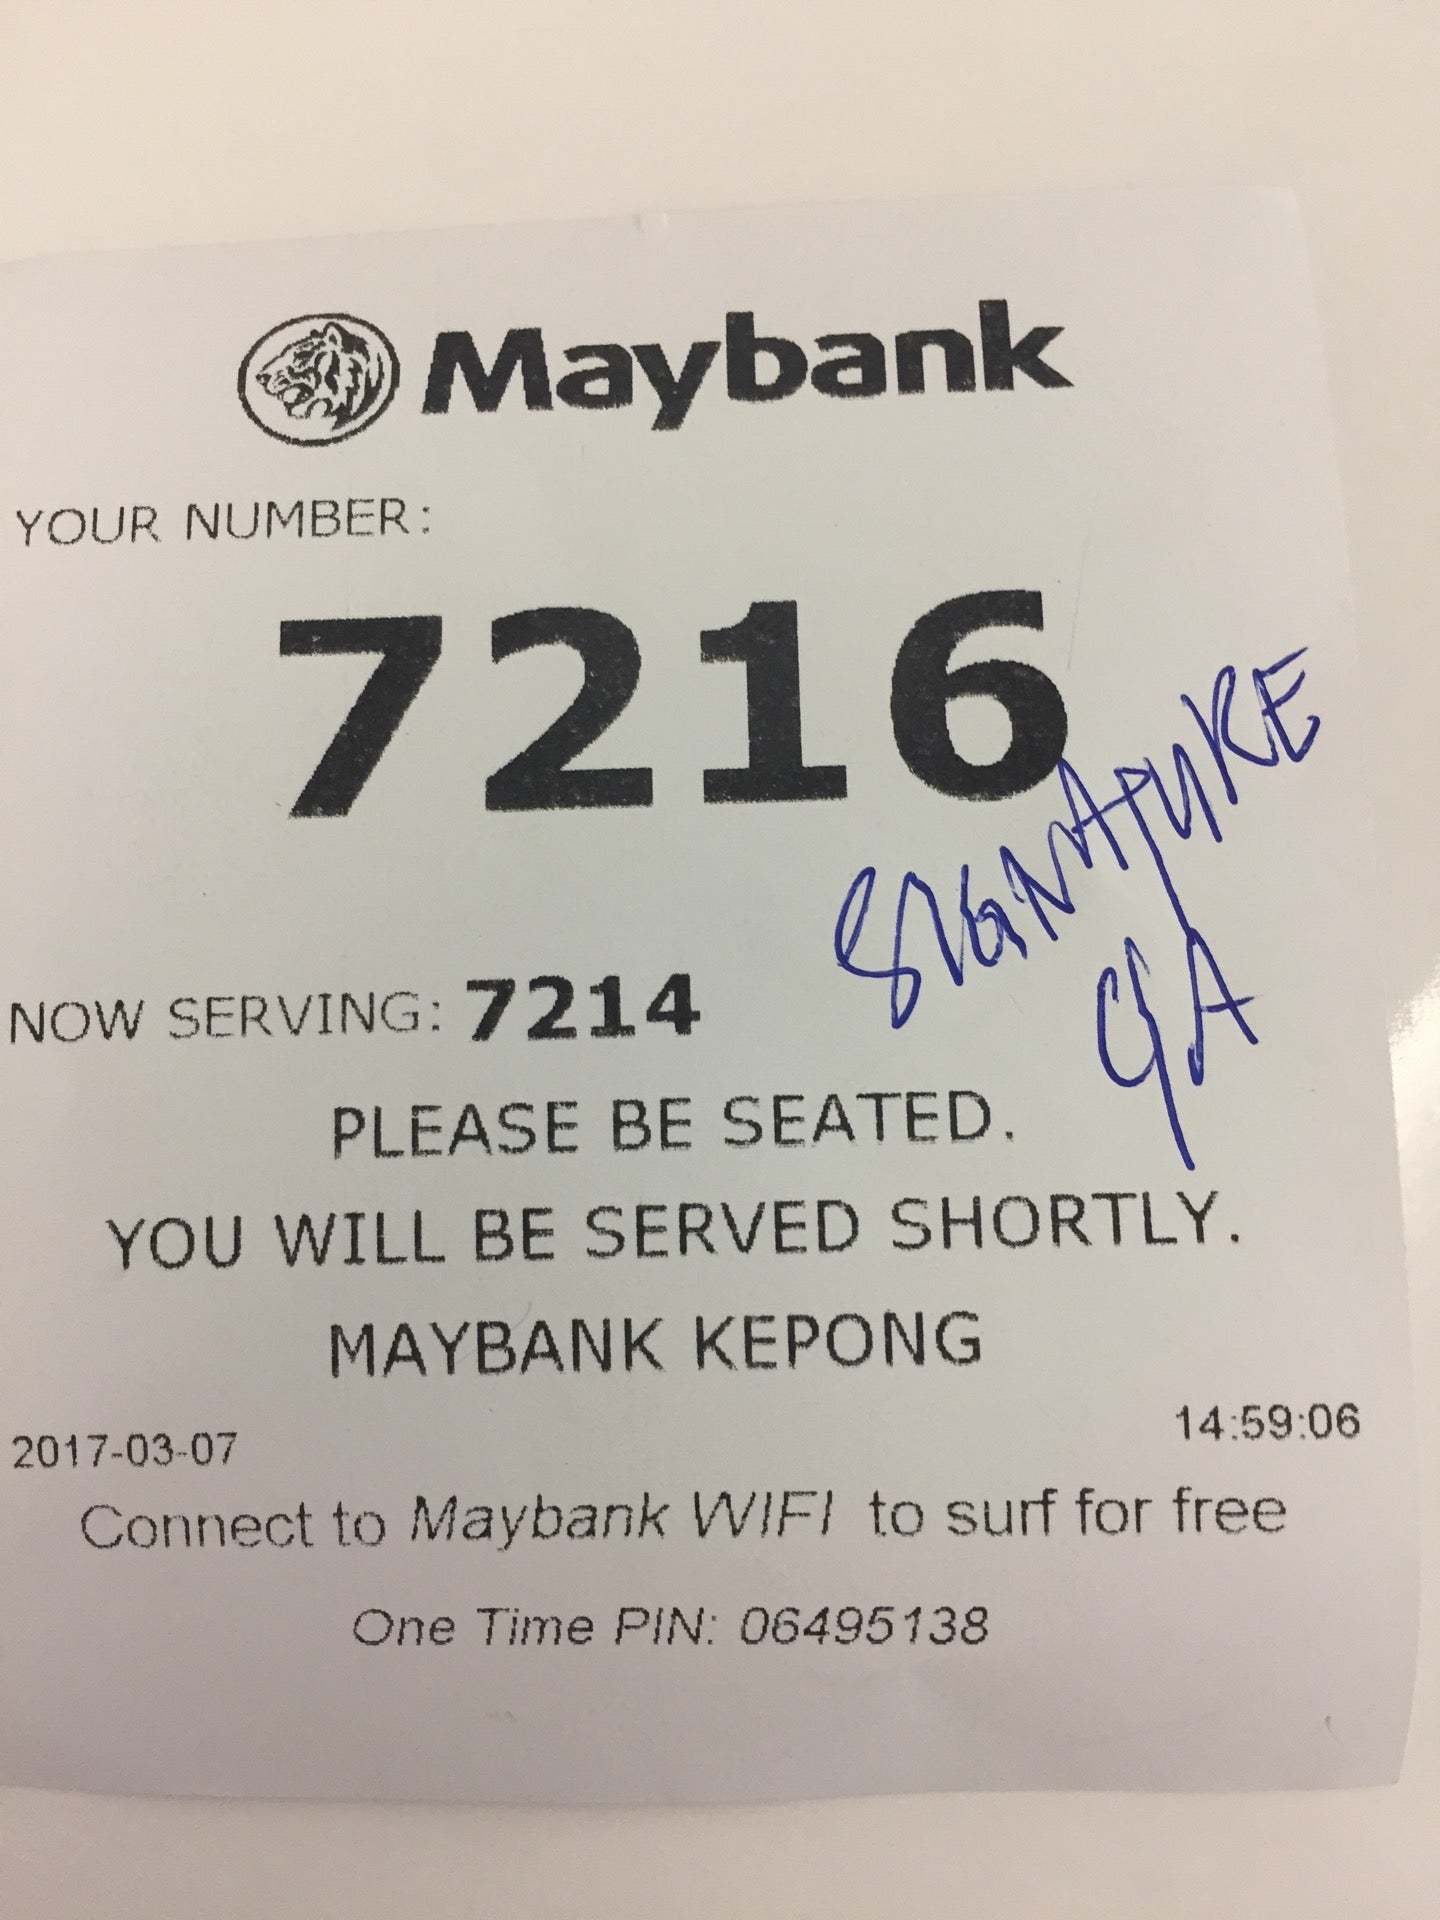 Maybank
YOUR NUMBER:
7216
SIGNATURE
CIA
NOW SERVING: 7214
PLEASE BE SEATED.
YOU WILL BE SERVED SHORTLY.
MAYBANK KEPONG
2017-03-07 14:59:06
Connect to Maybank WIFI to surf for free
One Time PIN: 06495138